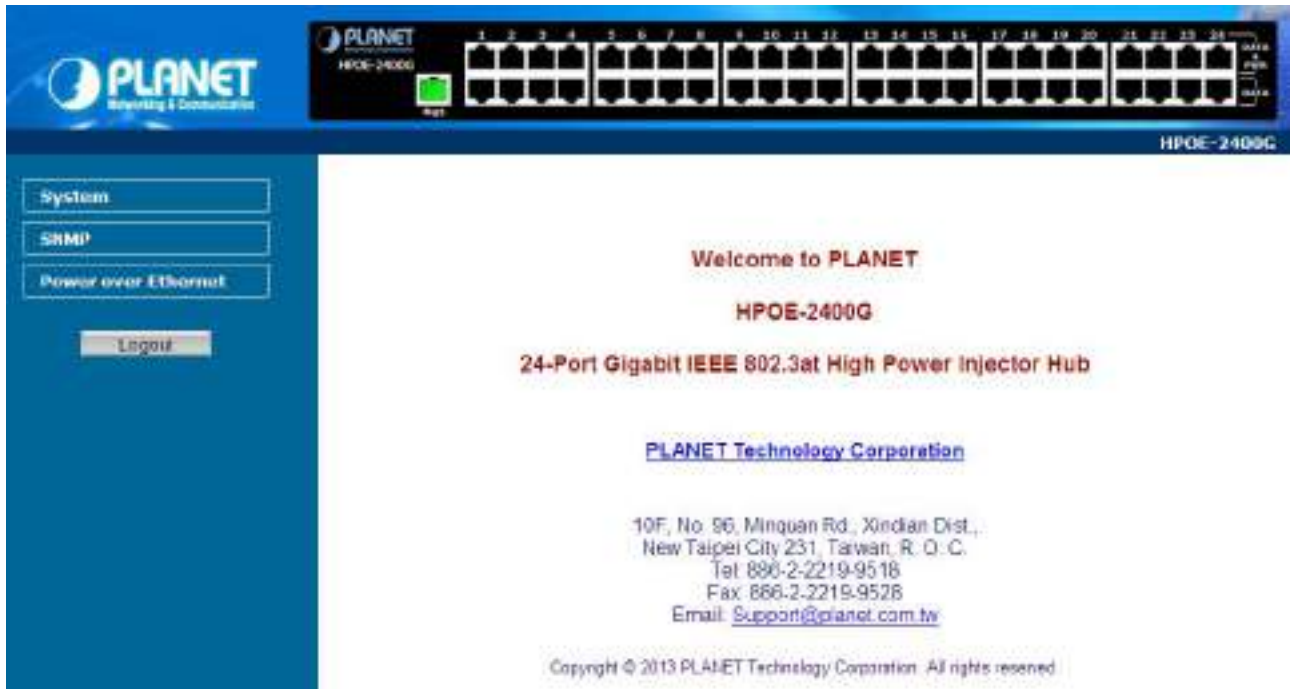 PLANET
Networking & Communication
PLANET
HPOE-2400G
1 2 3 4 5 6 7 8 9 10 11 12 13 14 15 16 17 18 19 20 21 22 23 24
DATA
+
PWR
DATA
HPOE-2400G
System
SNMP
Power over Ethernet
Logout
Welcome to PLANET
HPOE-2400G
24-Port Gigabit IEEE 802.3at High Power Injector Hub
PLANET Technology Corporation
10F., No. 96, Minquan Rd., Xindian Dist.,
New Taipei City 231, Taiwan, R. O. C.
Tel: 886-2-2219-9518
Fax: 886-2-2219-9528
Email: Support@planet.com.tw
Copyright © 2013 PLANET Technology Corporation. All rights reserved.